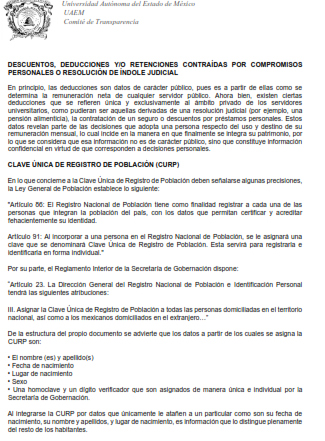 Universidad Autónoma del Estado de México
UAEM
Comité de Transparencia
DESCUENTOS, DEDUCCIONES Y/O RETENCIONES CONTRAÍDAS POR COMPROMISOS
PERSONALES O RESOLUCIÓN DE ÍNDOLE JUDICIAL
En principio, las deducciones son datos de carácter público, pues es a partir de ellas como se
determina la remuneración neta de cualquier servidor público. Ahora bien, existen ciertas
deducciones que se refieren única y exclusivamente al ámbito privado de los servidores
universitarios, como pudieran ser aquellas derivadas de una resolución judicial (por ejemplo, una
pensión alimenticia), la contratación de un seguro o descuentos por préstamos personales. Estos
datos revelan parte de las decisiones que adopta una persona respecto del uso y destino de su
remuneración mensual, lo cual incide en la manera en que finalmente se integra su patrimonio, por
lo que se considera que esa información no es de carácter público, sino que constituye información
confidencial en virtud de que corresponden a decisiones personales.
CLAVE ÚNICA DE REGISTRO DE POBLACIÓN (CURP)
En lo que concierne a la Clave Única de Registro de Población deben señalarse algunas precisiones,
la Ley General de Población establece lo siguiente:
"Artículo 86: El Registro Nacional de Población tiene como finalidad registrar a cada una de las
personas que integran la población del país, con los datos que permitan certificar y acreditar
fehacientemente su identidad.
Artículo 91: Al incorporar a una persona en el Registro Nacional de Población, se le asignará una
clave que se denominará Clave Única de Registro de Población. Esta servirá para registrarla e
identificarla en forma individual."
Por su parte, el Reglamento Interior de la Secretaría de Gobernación dispone:
"Artículo 23. La Dirección General del Registro Nacional de Población e Identificación Personal
tendrá las siguientes atribuciones:
III. Asignar la Clave Única de Registro de Población a todas las personas domiciliadas en el territorio
nacional, así como a los mexicanos domiciliados en el extranjero..."
De la estructura del propio documento se advierte que los datos a partir de los cuales se asigna la
CURP son:
• El nombre (es) y apellido(s)
• Fecha de nacimiento
• Lugar de nacimiento
• Sexo
• Una homoclave y un dígito verificador que son asignados de manera única e individual por la
Secretaría de Gobernación.
Al integrarse la CURP por datos que únicamente le atañen a un particular como son su fecha de
nacimiento, su nombre y apellidos, y lugar de nacimiento, es información que lo distingue plenamente
del resto de los habitantes.